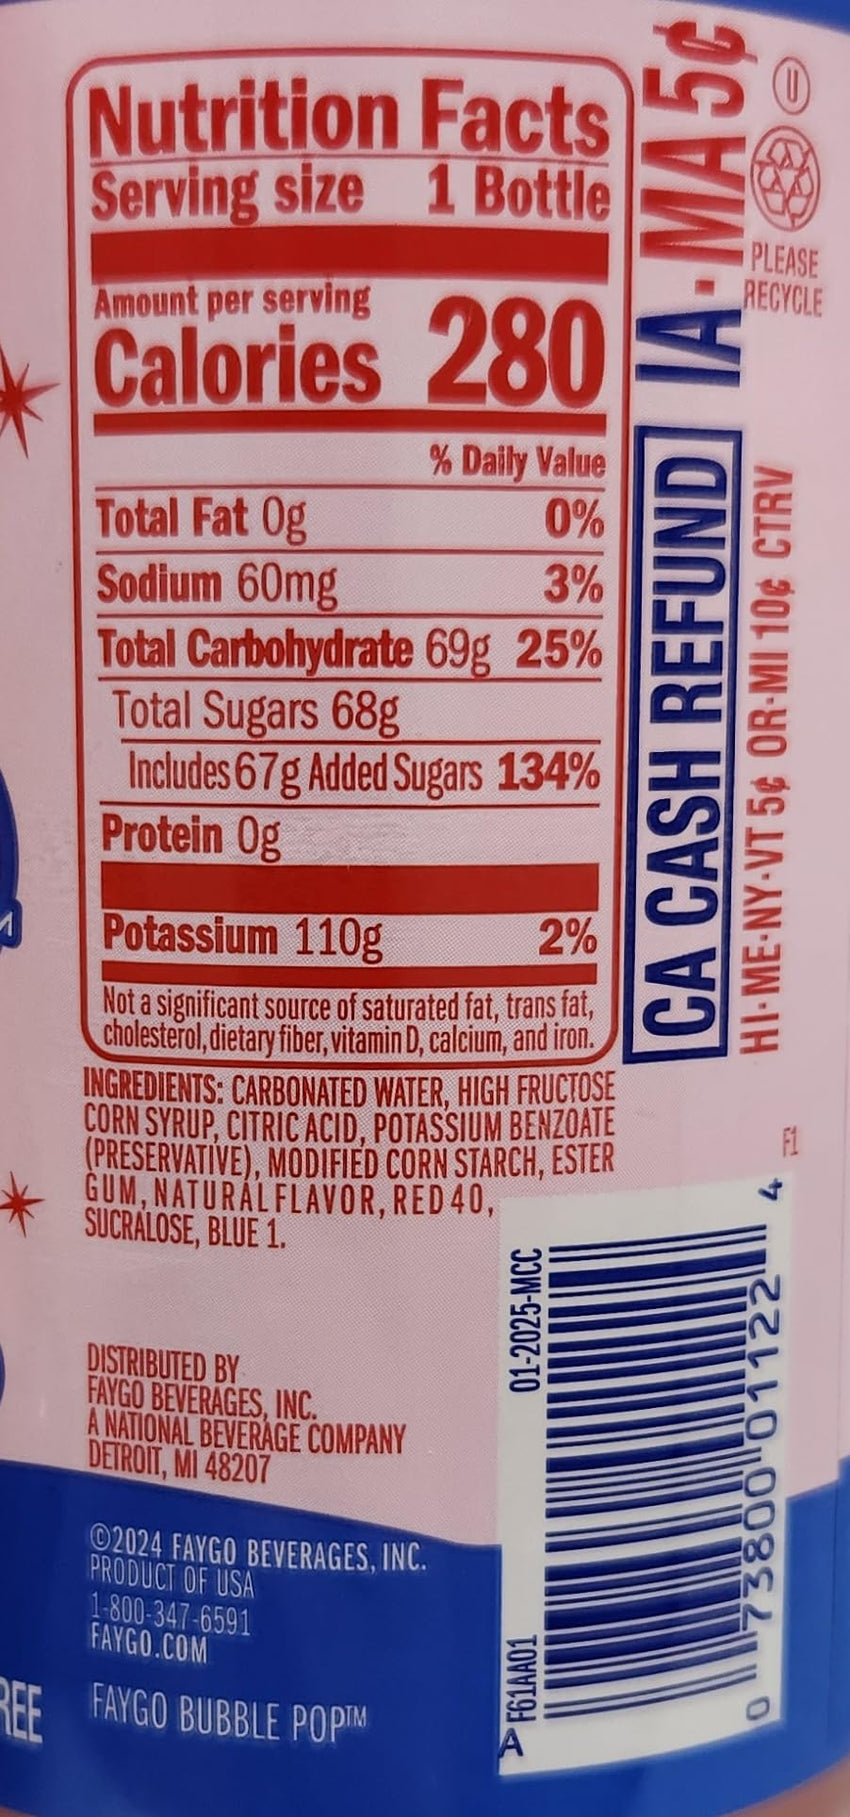 Nutrition Facts
Serving size 1 Bottle
Amount per serving
Calories 280
% Daily Value
Total Fat 0g 0%
Sodium 60mg 3%
Total Carbohydrate 69g 25%
Total Sugars 68g
Includes 67g Added Sugars 134%
Protein 0g
Potassium 110g 2%
Not a significant source of saturated fat, trans fat,
cholesterol, dietary fiber, vitamin D, calcium, and iron.
INGREDIENTS: CARBONATED WATER, HIGH FRUCTOSE
CORN SYRUP, CITRIC ACID, POTASSIUM BENZOATE
(PRESERVATIVE), MODIFIED CORN STARCH, ESTER
GUM, NATURAL FLAVOR, RED 40,
SUCRALOSE, BLUE 1.
DISTRIBUTED BY
FAYGO BEVERAGES, INC.
A NATIONAL BEVERAGE COMPANY
DETROIT, MI 48207
©2024 FAYGO BEVERAGES, INC.
PRODUCT OF USA
1-800-347-6591
FAYGO.COM
FAYGO BUBBLE POP™
REE
CA CASH REFUND IA-MA 5¢
HI-ME-NY-VT 5¢ OR-MI 10¢ CTRV
U
PLEASE
RECYCLE
F1
A F61AA01 01-2025-MCC
0 73800 01122 4